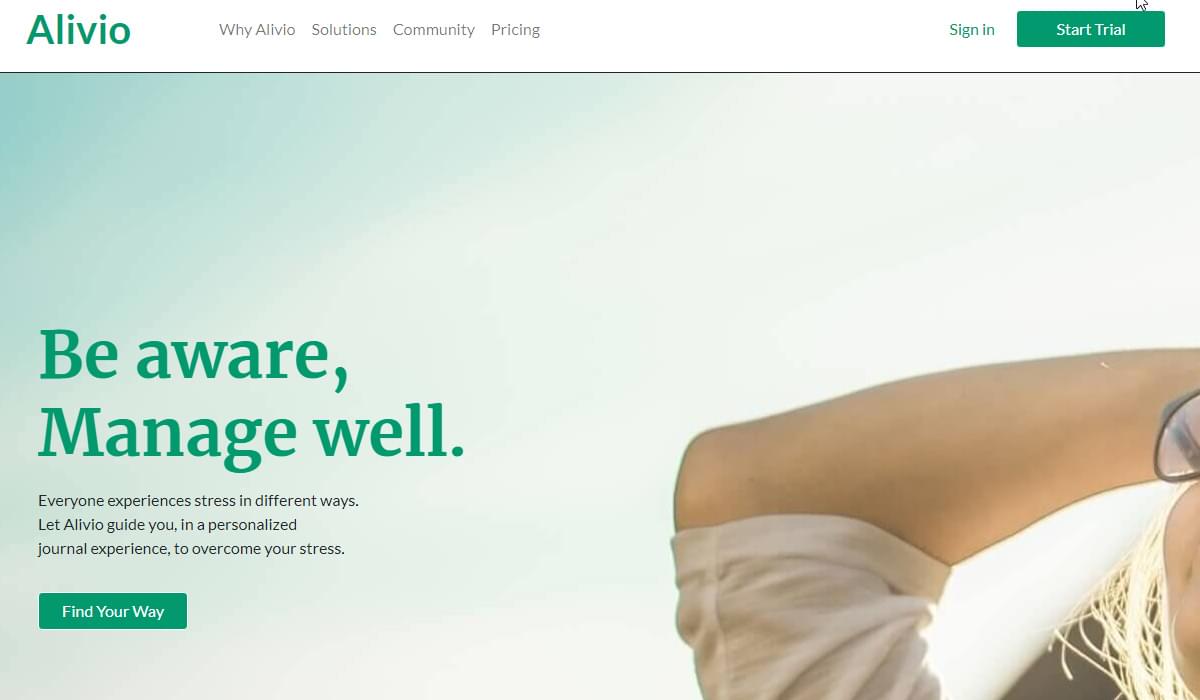 Alivio
Why Alivio Solutions Community Pricing
Sign in
Start Trial
Be aware,
Manage well.
Everyone experiences stress in different ways.
Let Alivio guide you, in a personalized
journal experience, to overcome your stress.
Find Your Way